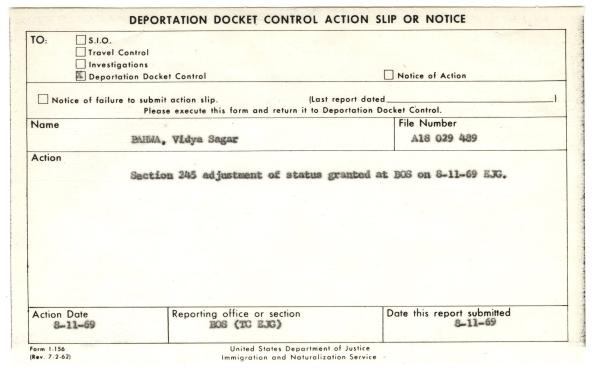 DEPORTATION DOCKET CONTROL ACTION SLIP OR NOTICE
TO:
S.I.O.
Travel Control
Investigations
Deportation Docket Control
Notice of Action
Notice of failure to submit action slip. (Last report dated )
Please execute this form and return it to Deportation Docket Control.
Name
File Number
PAHWA, Vidya Sagar
A18 029 489
Action
Section 245 adjustment of status granted at BOS on 8-11-69 EJG.
Action Date
Reporting office or section
Date this report submitted
8-11-69
BOS (TC EJG)
8-11-69
Form I-156
(Rev. 7-2-62)
United States Department of Justice
Immigration and Naturalization Service